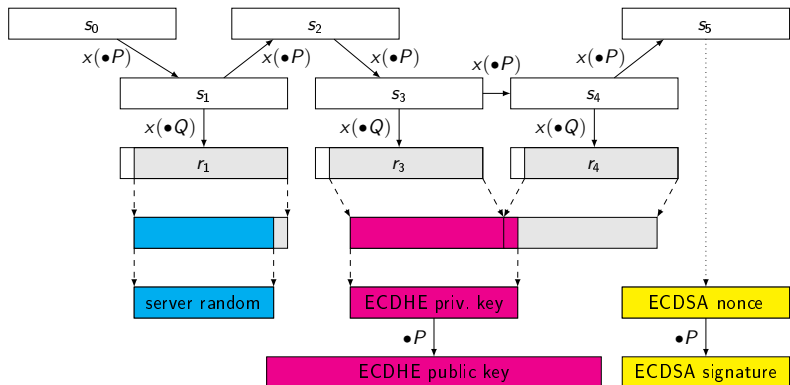 s₀
s₂
s₅
x(•P)
x(•P)
x(•P)
x(•P)
x(•P)
s₁
s₃
s₄
x(•Q)
x(•Q)
x(•Q)
r₁
r₃
r₄
server random
ECDHE priv. key
ECDSA nonce
•P
•P
ECDHE public key
ECDSA signature